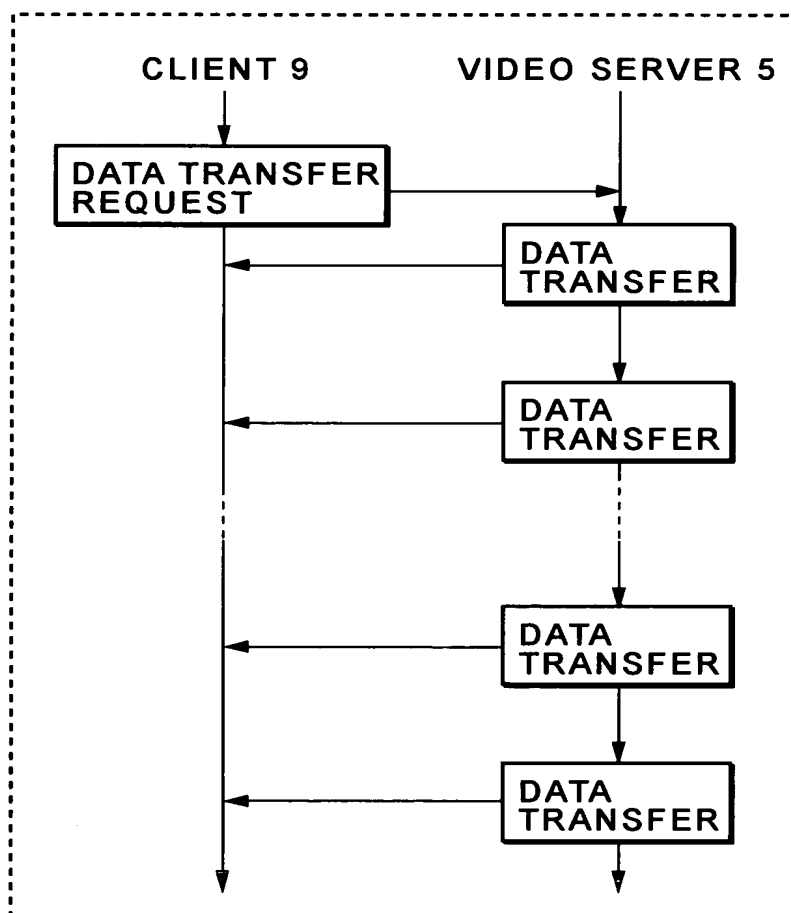 CLIENT 9
VIDEO SERVER 5
DATA TRANSFER
REQUEST
DATA
TRANSFER
DATA
TRANSFER
DATA
TRANSFER
DATA
TRANSFER